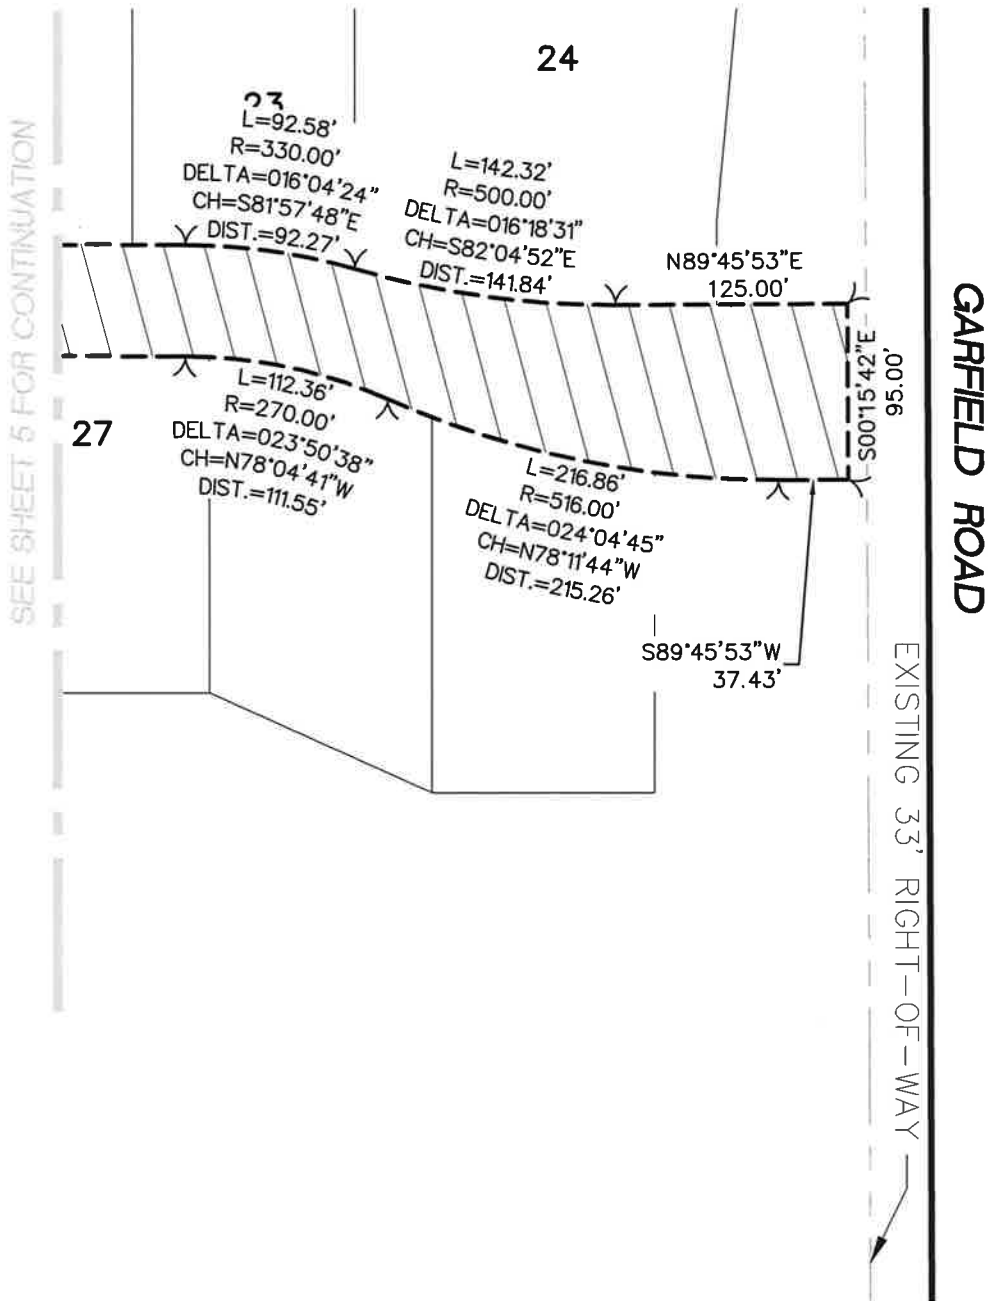 24
23
L=92.58'
R=330.00'
DELTA=016°04'24"
CH=S81°57'48"E
DIST.=92.27'
L=142.32'
R=500.00'
DELTA=016°18'31"
CH=S82°04'52"E
DIST.=141.84'
N89°45'53"E
125.00'
S00°15'42"E
95.00'
GARFIELD ROAD
SEE SHEET 5 FOR CONTINUATION
27
L=112.36'
R=270.00'
DELTA=023°50'38"
CH=N78°04'41"W
DIST.=111.55'
L=216.86'
R=516.00'
DELTA=024°04'45"
CH=N78°11'44"W
DIST.=215.26'
S89°45'53"W
37.43'
EXISTING 33' RIGHT-OF-WAY